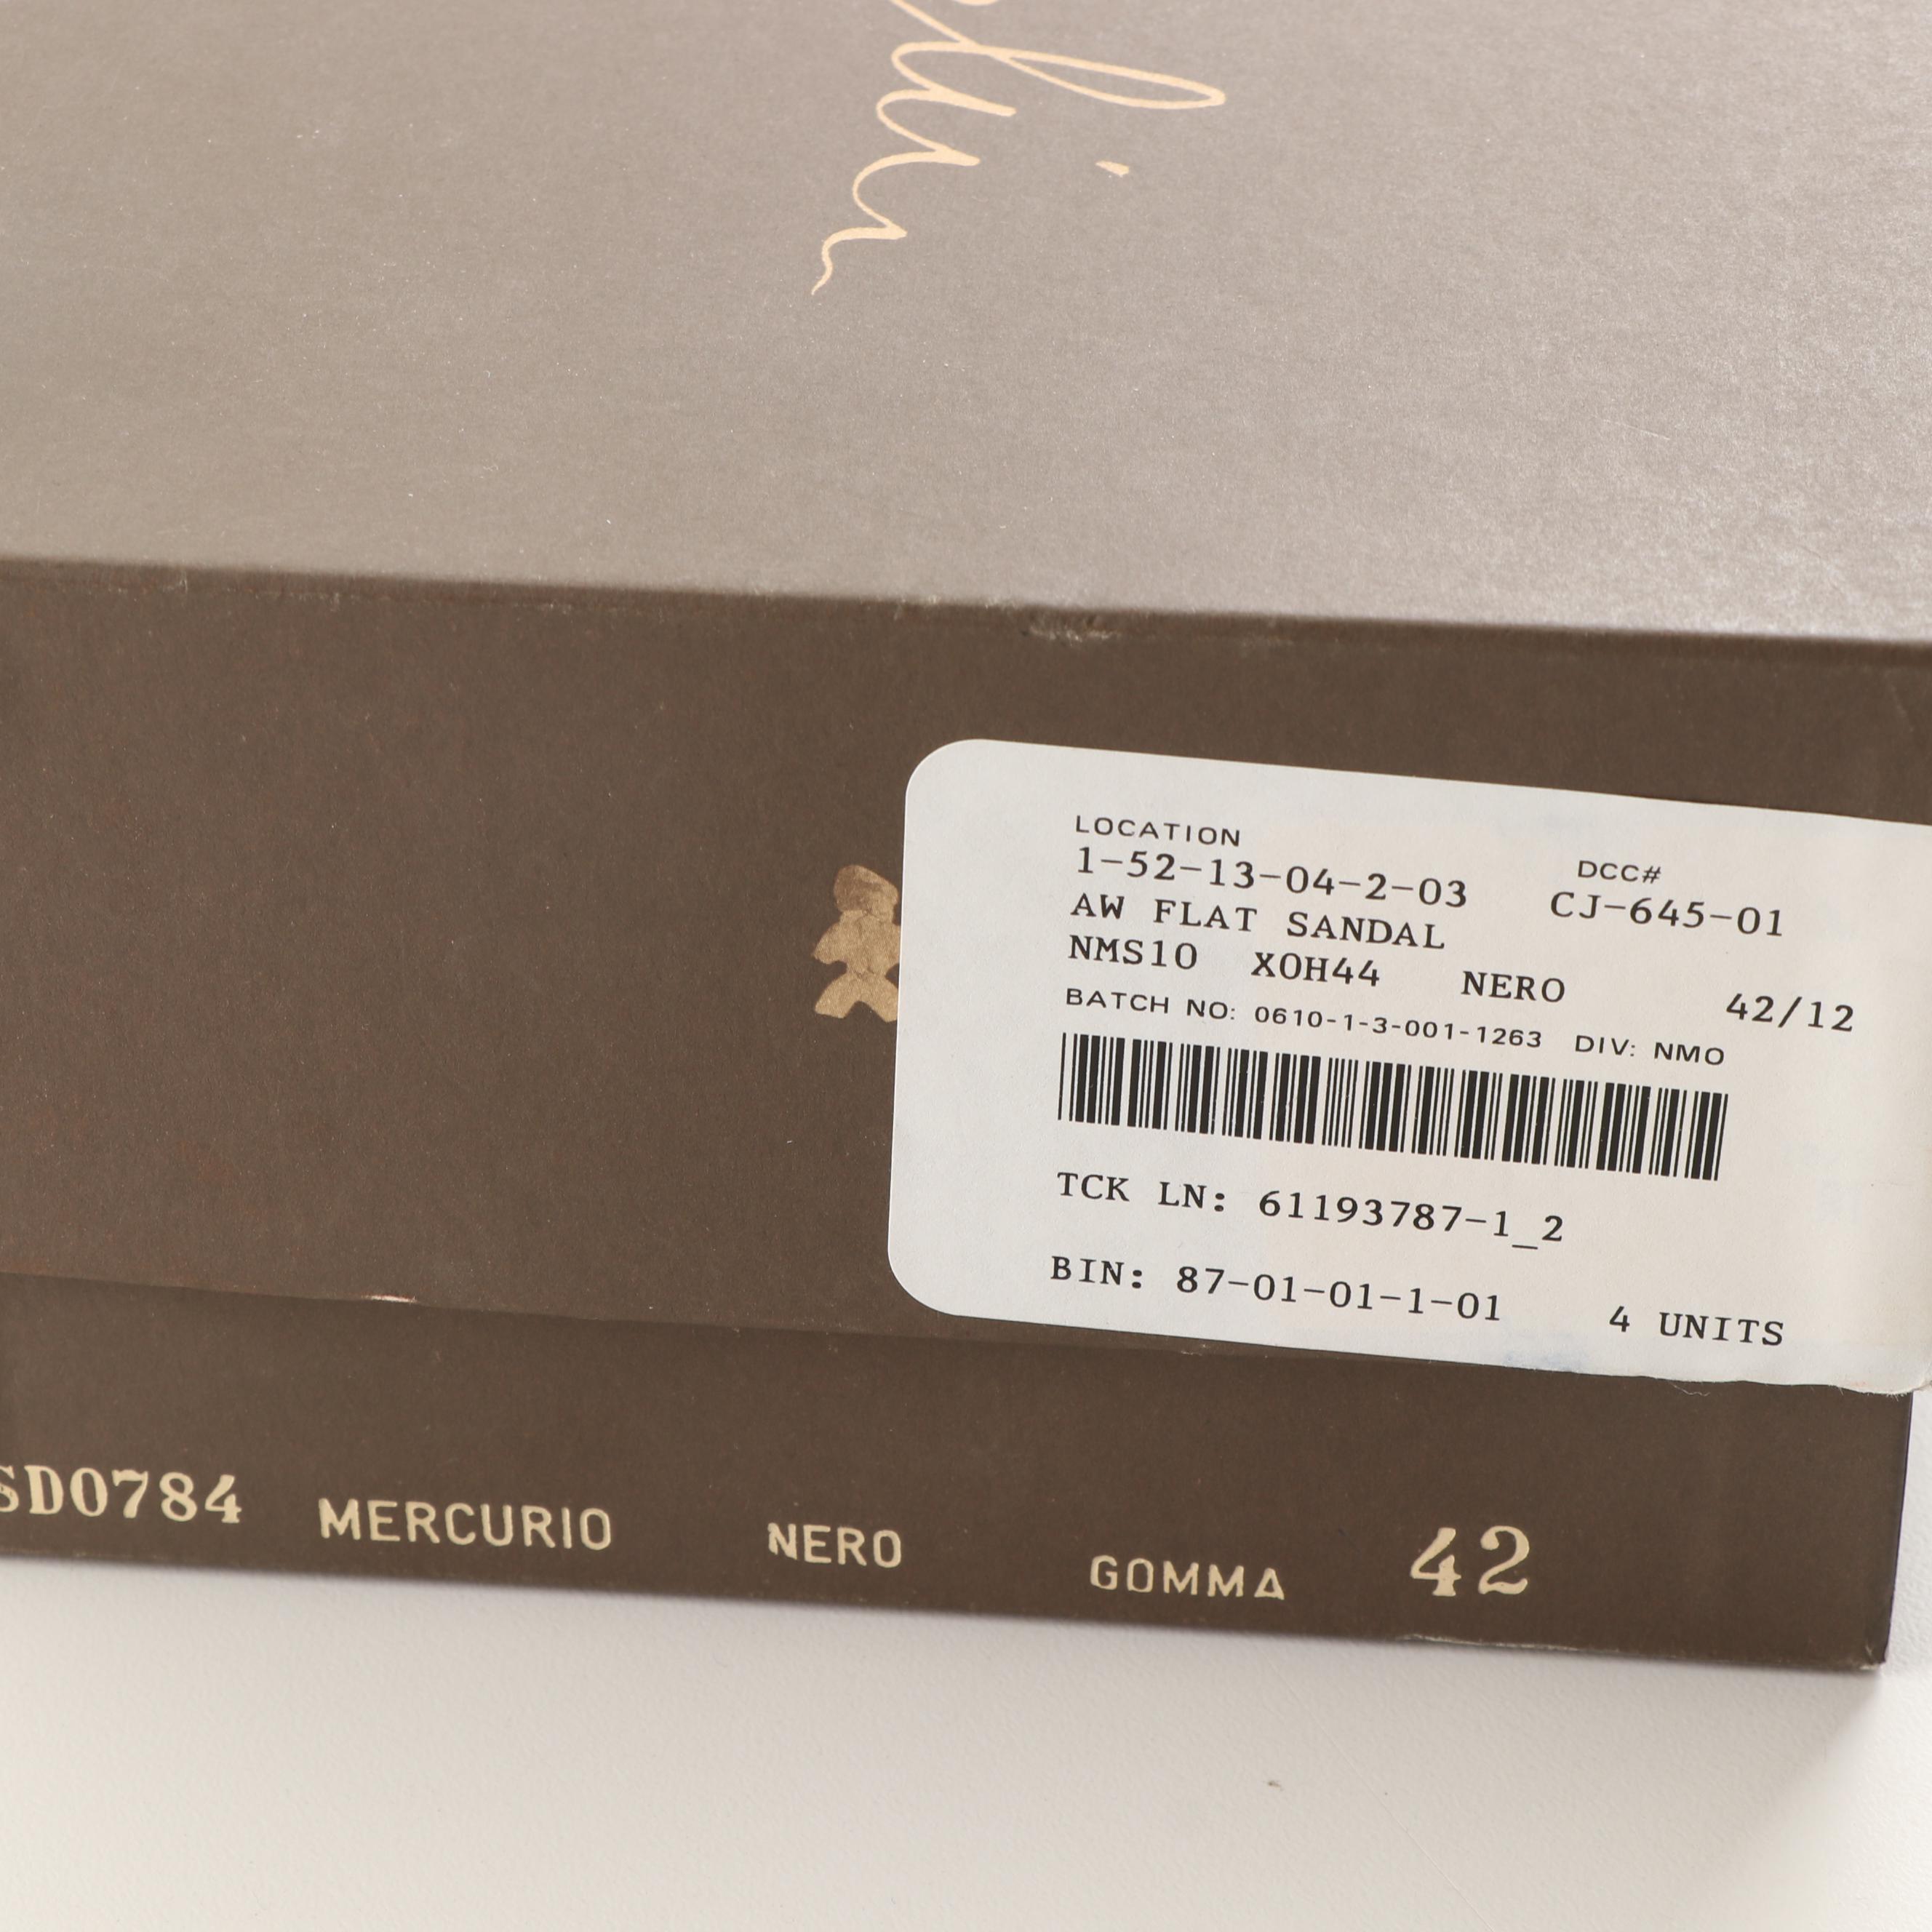 LOCATION DCC#
1-52-13-04-2-03 CJ-645-01
AW FLAT SANDAL
NMS10 XOH44 NERO 42/12
BATCH NO: 0610-1-3-001-1263 DIV: NMO
TCK LN: 61193787-1_2
BIN: 87-01-01-1-01 4 UNITS
SD0784 MERCURIO NERO GOMMA 42